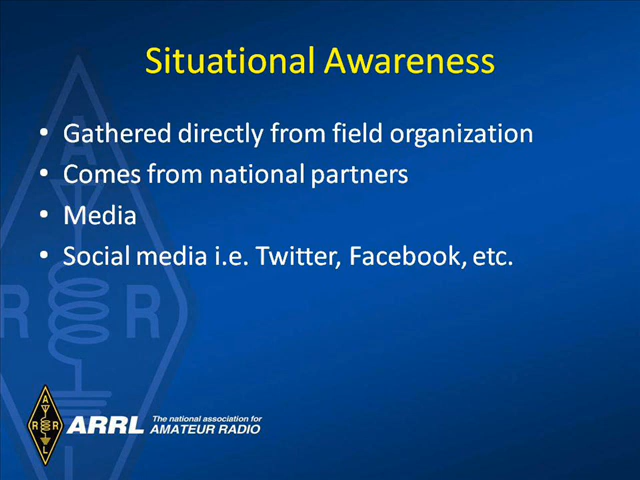 Situational Awareness
• Gathered directly from field organization
• Comes from national partners
• Media
• Social media i.e. Twitter, Facebook, etc.
A
R R
L
A
R R
L
ARRL The national association for
AMATEUR RADIO